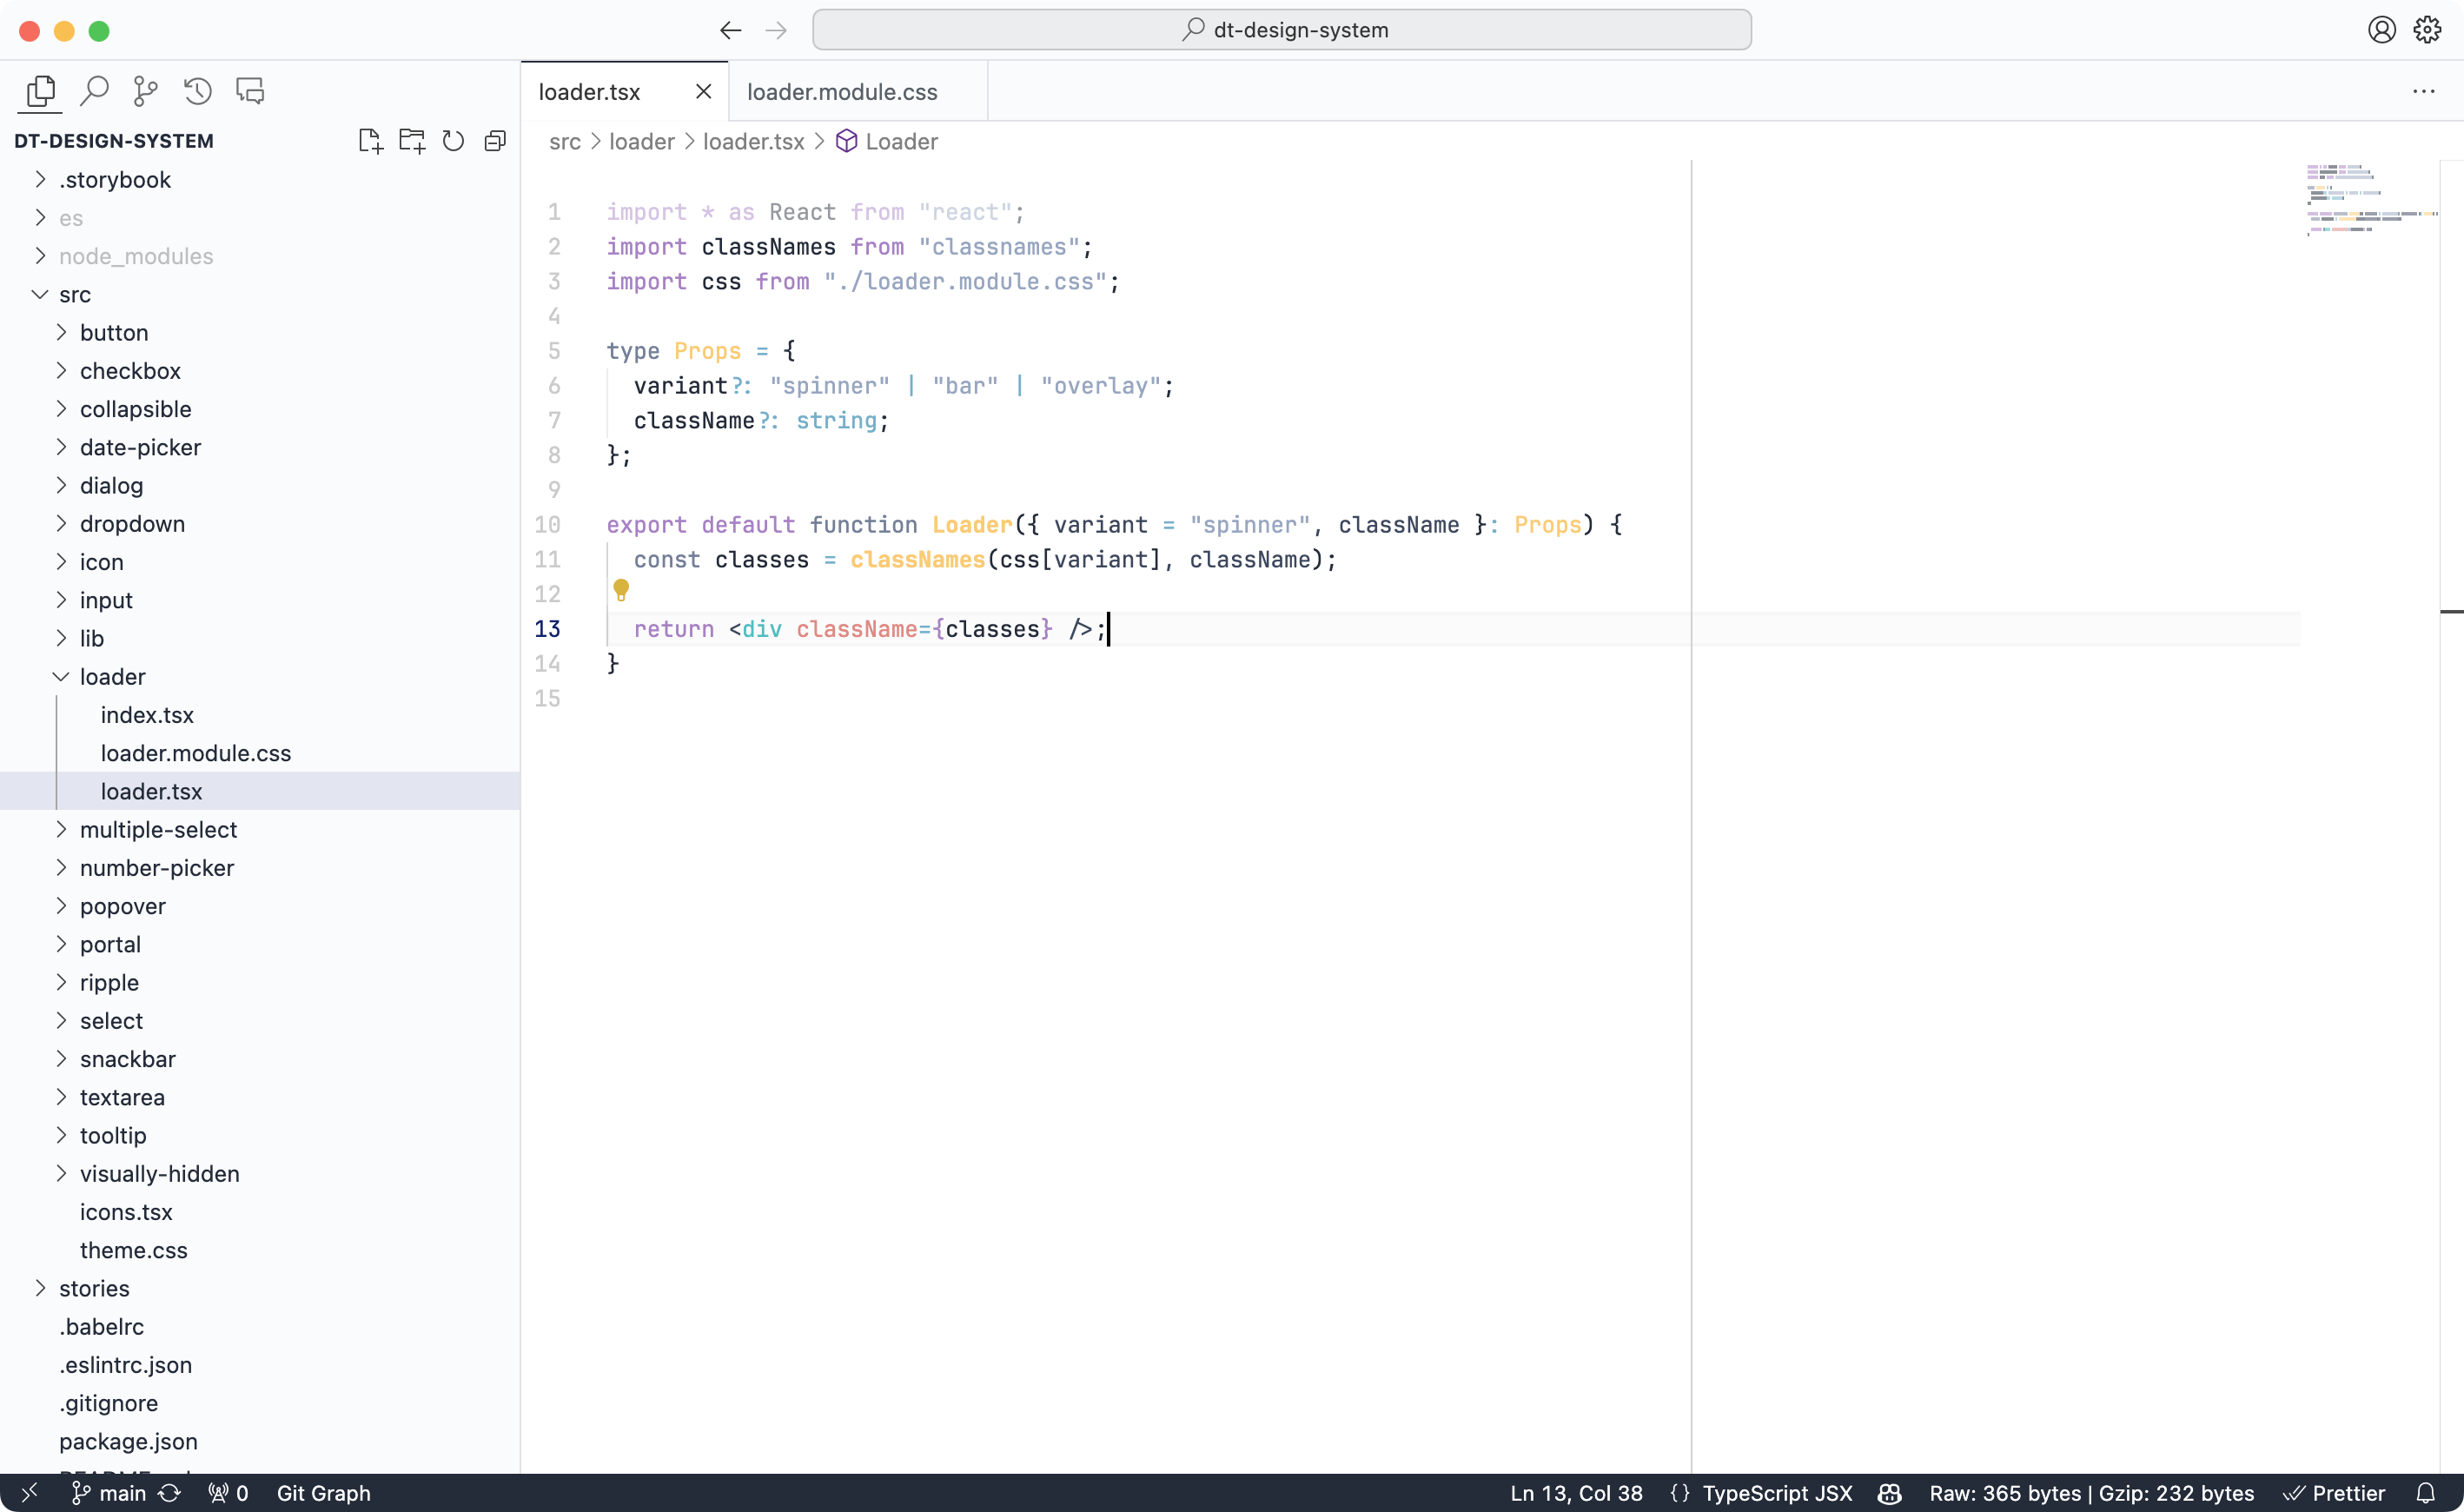 dt-design-system
DT-DESIGN-SYSTEM
.storybook
es
node_modules
src
button
checkbox
collapsible
date-picker
dialog
dropdown
icon
input
lib
loader
index.tsx
loader.module.css
loader.tsx
multiple-select
number-picker
popover
portal
ripple
select
snackbar
textarea
tooltip
visually-hidden
icons.tsx
theme.css
stories
.babelrc
.eslintrc.json
.gitignore
package.json
loader.tsx loader.module.css
src > loader > loader.tsx > Loader
1 import * as React from "react";
2 import classNames from "classnames";
3 import css from "./loader.module.css";
4
5 type Props = {
6 variant?: "spinner" | "bar" | "overlay";
7 className?: string;
8 };
9
10 export default function Loader({ variant = "spinner", className }: Props) {
11 const classes = classNames(css[variant], className);
12
13 return <div className={classes} />;
14 }
15
main 0 Git Graph Ln 13, Col 38 {} TypeScript JSX Raw: 365 bytes | Gzip: 232 bytes Prettier